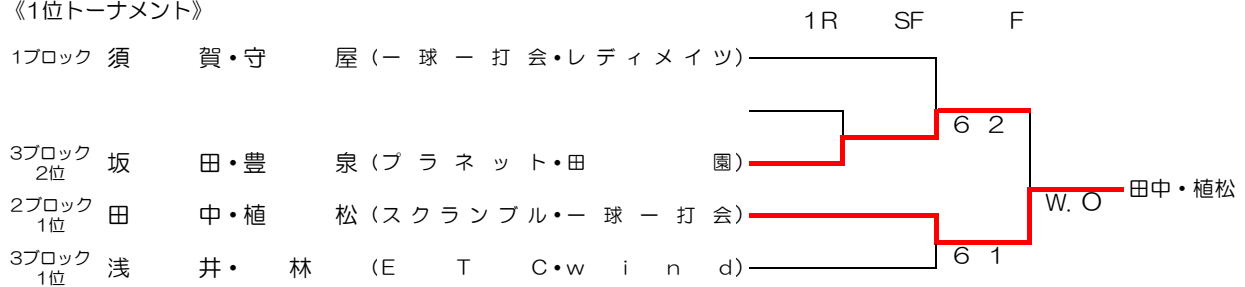 《1位トーナメント》
1R SF F
1ブロック 須 賀・守 屋 (一球一打会・レディメイツ)
6 2
3ブロック 2位 坂 田・豊 泉 (プラネット・田 園)
田中・植松
W.O
2ブロック 1位 田 中・植 松 (スクランブル・一球一打会)
6 1
3ブロック 1位 浅 井・ 林 (ETC・wind)